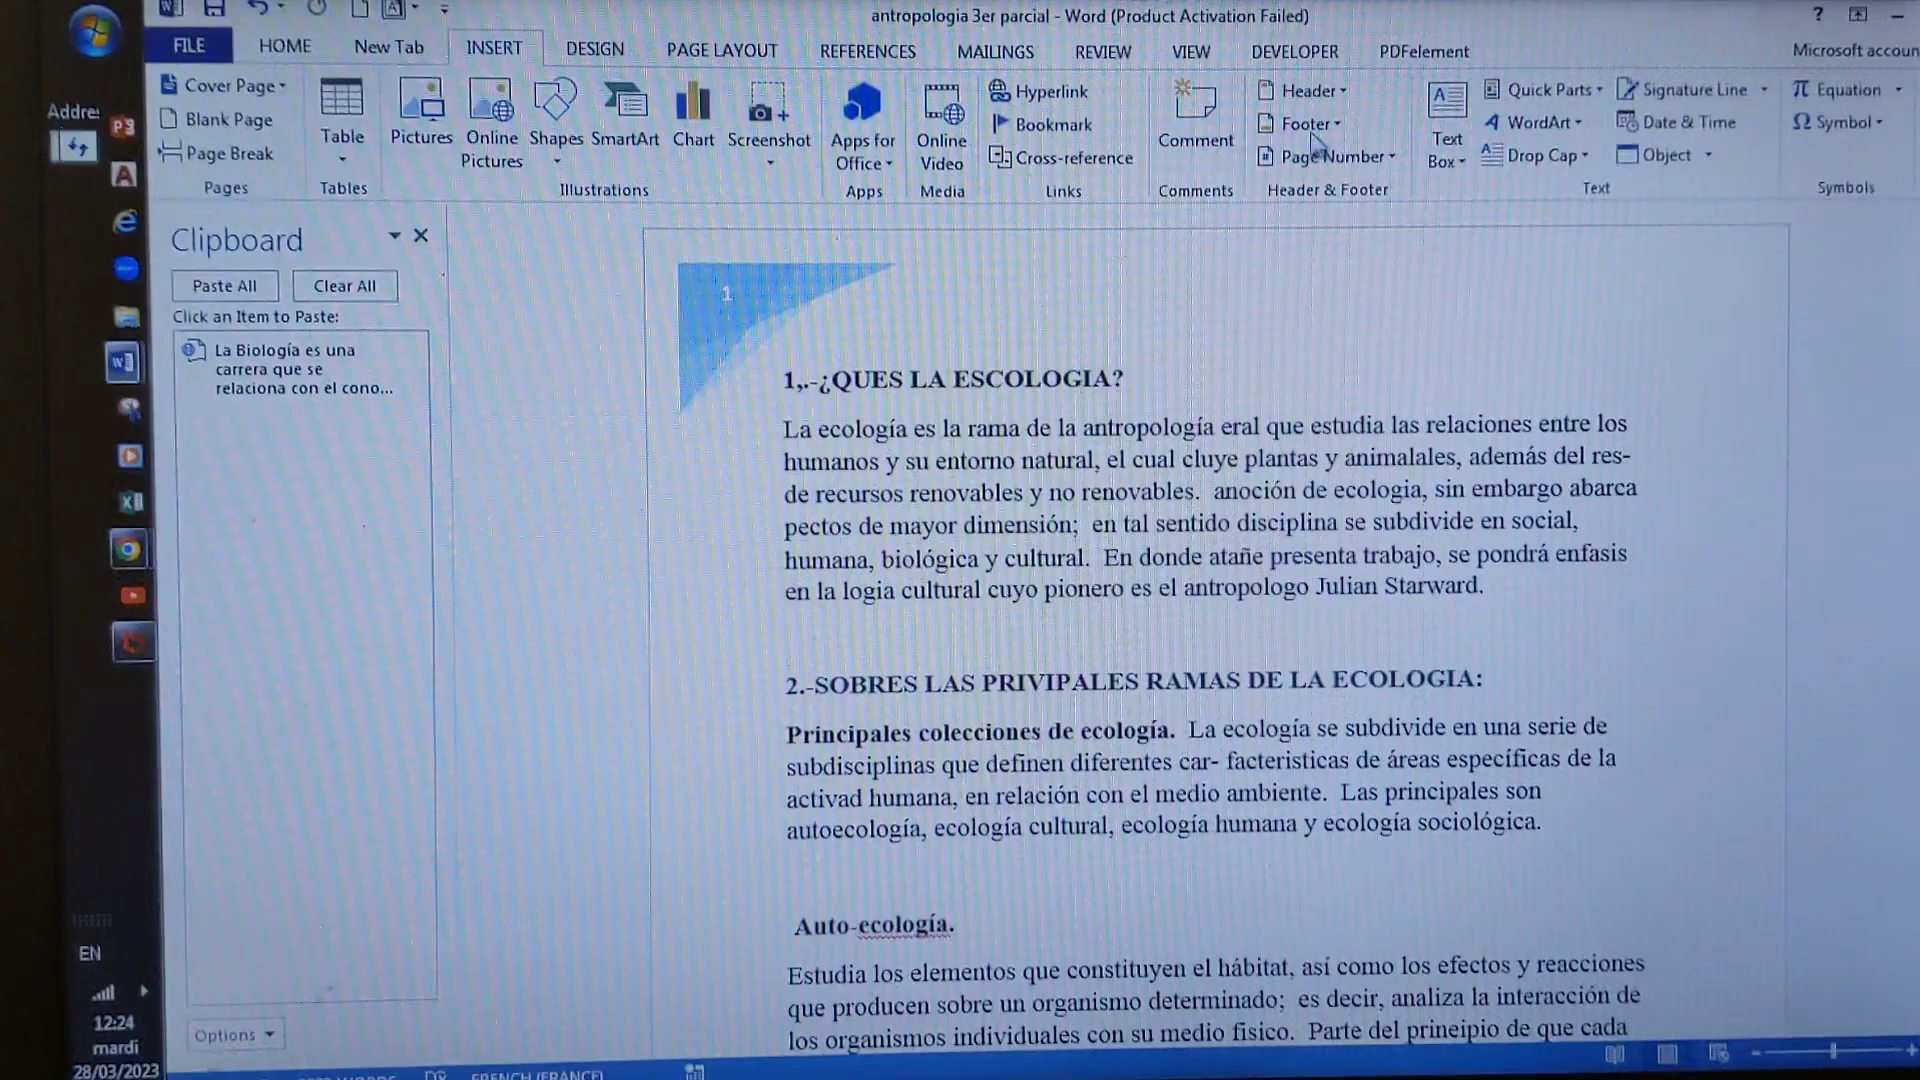 antropologia 3er parcial - Word (Product Activation Failed)
?
FILE
HOME
New Tab
INSERT
DESIGN
PAGE LAYOUT
REFERENCES
MAILINGS
REVIEW
VIEW
DEVELOPER
PDFelement
Microsoft accoun
Addre:
Cover Page
Blank Page
Page Break
Pages
Table
Tables
Pictures
Online
Pictures
Shapes
SmartArt
Chart
Screenshot
Illustrations
Apps for
Office
Apps
Online
Video
Media
Hyperlink
Bookmark
Cross-reference
Links
Comment
Comments
Header
Footer
Page Number
Header & Footer
Text
Box
Quick Parts
WordArt
Drop Cap
Signature Line
Date & Time
Object
Text
Equation
Symbol
Symbols
Clipboard
Paste All
Clear All
Click an Item to Paste:
La Biología es una
carrera que se
relaciona con el cono...
Options
1
1,.-¿QUES LA ESCOLOGIA?
La ecología es la rama de la antropología eral que estudia las relaciones entre los
humanos y su entorno natural, el cual cluye plantas y animalales, además del res-
de recursos renovables y no renovables. anoción de ecologia, sin embargo abarca
pectos de mayor dimensión; en tal sentido disciplina se subdivide en social,
humana, biológica y cultural. En donde atañe presenta trabajo, se pondrá enfasis
en la logia cultural cuyo pionero es el antropologo Julian Starward.
2.-SOBRES LAS PRIVIPALES RAMAS DE LA ECOLOGIA:
Principales colecciones de ecología. La ecología se subdivide en una serie de
subdisciplinas que definen diferentes car- facteristicas de áreas específicas de la
activad humana, en relación con el medio ambiente. Las principales son
autoecología, ecología cultural, ecología humana y ecología sociológica.
Auto-ecología.
Estudia los elementos que constituyen el hábitat, así como los efectos y reacciones
que producen sobre un organismo determinado; es decir, analiza la interacción de
los organismos individuales con su medio fisico. Parte del prineipio de que cada
EN
12:24
mardi
28/03/2023
FRENCH (FRANCE)